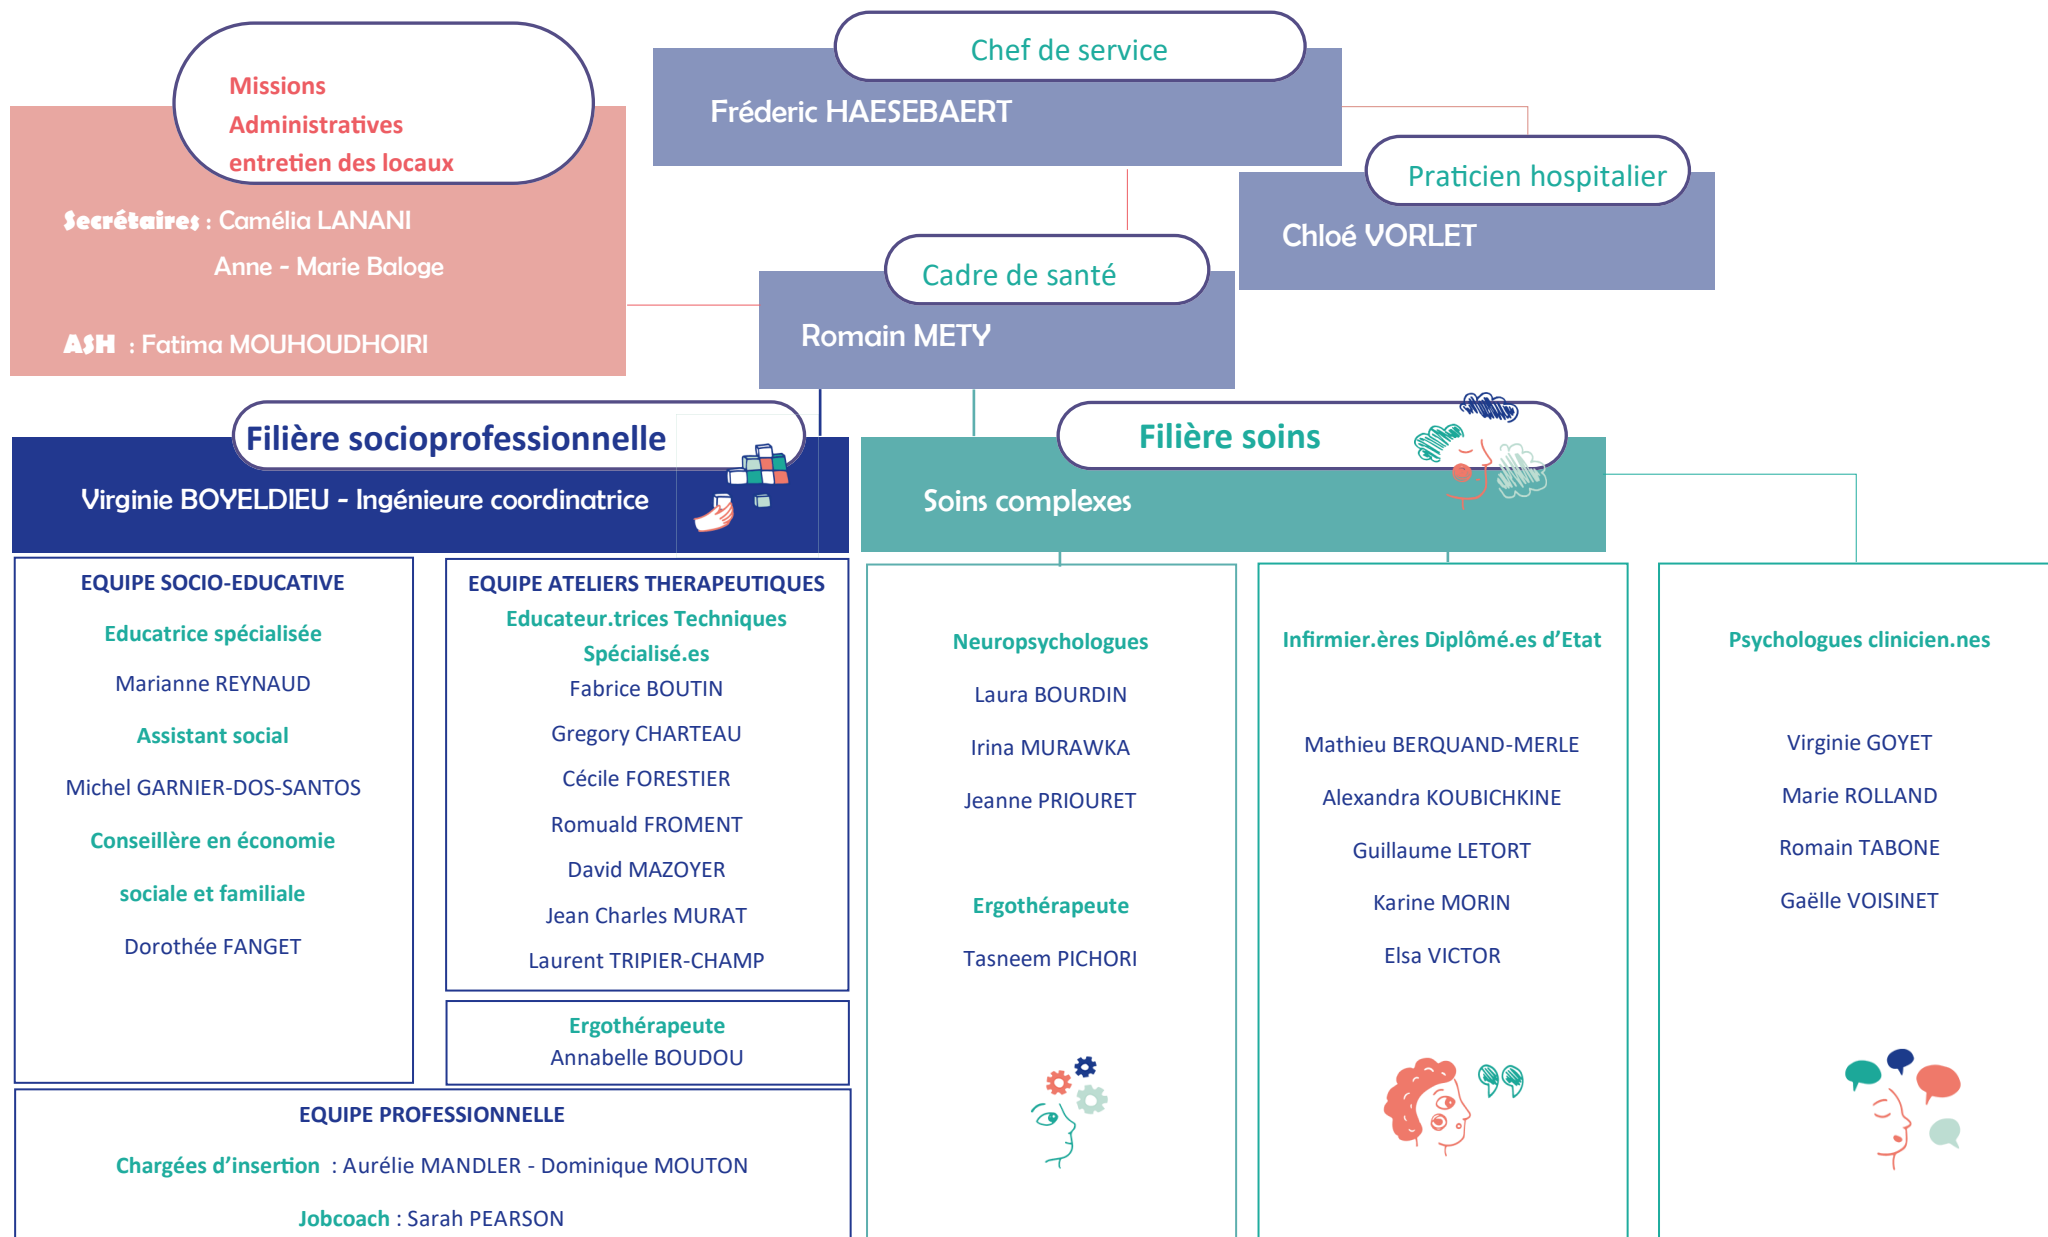 Missions
Administratives
entretien des locaux
Secrétaires : Camélia LANANI
Anne - Marie Baloge
ASH : Fatima MOUHOUDHOIRI
Chef de service
Fréderic HAESEBAERT
Praticien hospitalier
Chloé VORLET
Cadre de santé
Romain METY
Filière socioprofessionnelle
Virginie BOYELDIEU - Ingénieure coordinatrice
Filière soins
Soins complexes
EQUIPE SOCIO-EDUCATIVE
Educatrice spécialisée
Marianne REYNAUD
Assistant social
Michel GARNIER-DOS-SANTOS
Conseillère en économie
sociale et familiale
Dorothée FANGET
EQUIPE ATELIERS THERAPEUTIQUES
Educateur.trices Techniques
Spécialisé.es
Fabrice BOUTIN
Gregory CHARTEAU
Cécile FORESTIER
Romuald FROMENT
David MAZOYER
Jean Charles MURAT
Laurent TRIPIER-CHAMP
Ergothérapeute
Annabelle BOUDOU
EQUIPE PROFESSIONNELLE
Chargées d’insertion : Aurélie MANDLER - Dominique MOUTON
Jobcoach : Sarah PEARSON
Neuropsychologues
Laura BOURDIN
Irina MURAWKA
Jeanne PRIOURET
Ergothérapeute
Tasneem PICHORI
Infirmier.ères Diplômé.es d’Etat
Mathieu BERQUAND-MERLE
Alexandra KOUBICHKINE
Guillaume LETORT
Karine MORIN
Elsa VICTOR
Psychologues clinicien.nes
Virginie GOYET
Marie ROLLAND
Romain TABONE
Gaëlle VOISINET